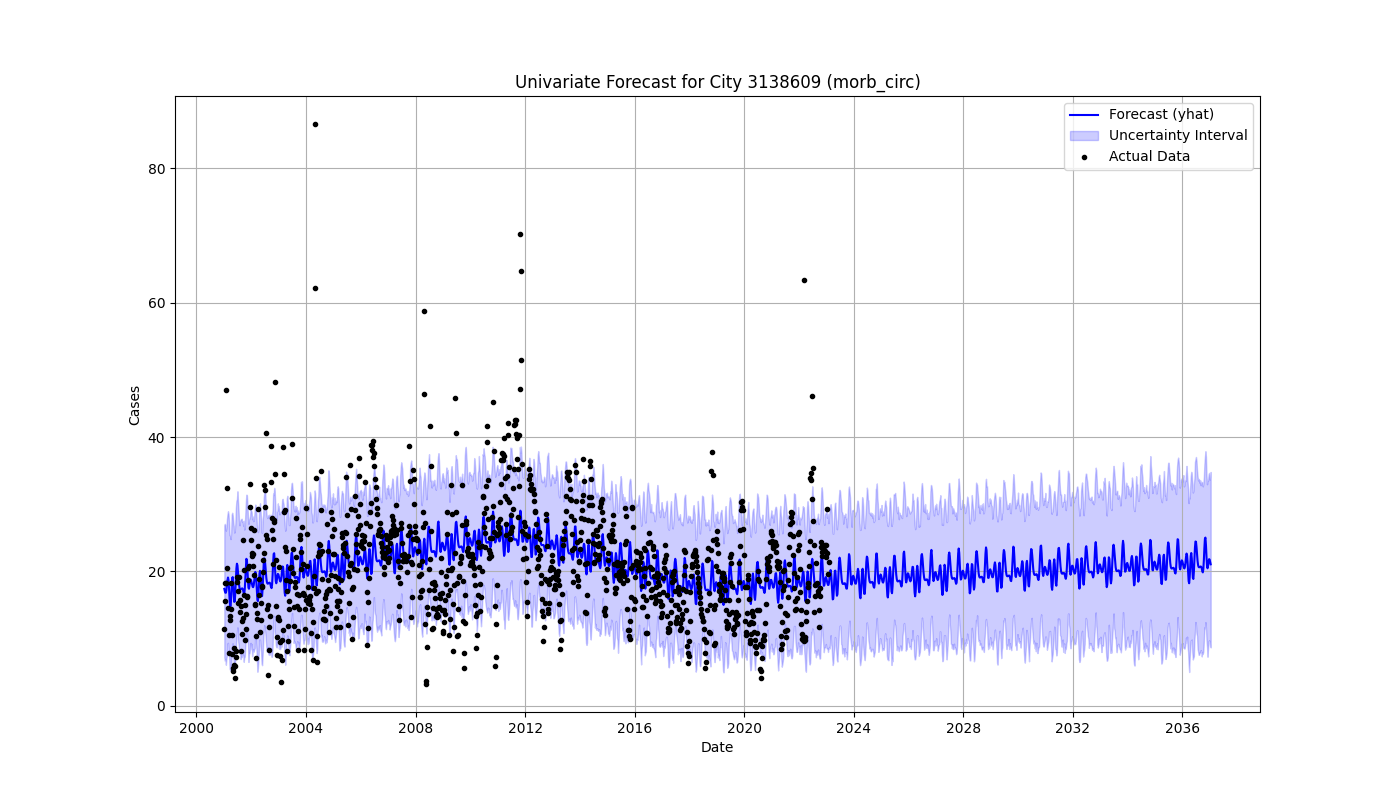 Univariate Forecast for City 3138609 (morb_circ)
Forecast (yhat)
Uncertainty Interval
Actual Data
Cases
80
60
40
20
0
2000 2004 2008 2012 2016 2020 2024 2028 2032 2036
Date